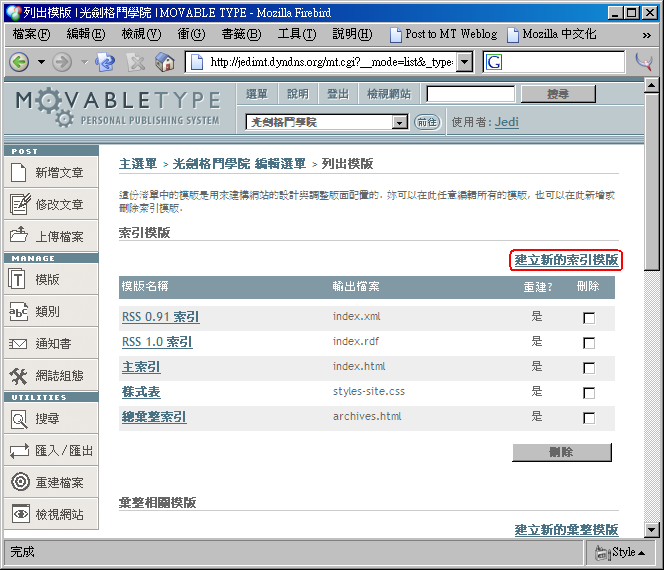 列出模版 | 光劍格鬥學院 | MOVABLE TYPE - Mozilla Firebird
檔案(F) 編輯(E) 檢視(V) 衝(G) 書籤(B) 工具(T) 說明(H) Post to MT Weblog Mozilla 中文化 »
http://jedimt.dyndns.org/mt.cgi?__mode=list&_type= G
MOVABLETYPE
PERSONAL PUBLISHING SYSTEM
選單 說明 登出 檢視網站 搜尋
光劍格鬥學院 前往 使用者: Jedi
POST
新增文章
修改文章
上傳檔案
MANAGE
模版
類別
通知書
網誌組態
UTILITIES
搜尋
匯入/匯出
重建檔案
檢視網站
主選單 > 光劍格鬥學院 編輯選單 > 列出模版
這份清單中的模版是用來建構網站的設計與調整版面配置的. 妳可以在此任意編輯所有的模版, 也可以在此新增或
刪除索引模版.
索引模版
建立新的索引模版
模版名稱 輸出檔案 重建? 刪除
RSS 0.91 索引 index.xml 是
RSS 1.0 索引 index.rdf 是
主索引 index.html 是
樣式表 styles-site.css 是
總彙整索引 archives.html 是
刪除
彙整相關模版
建立新的彙整模版
完成 Style